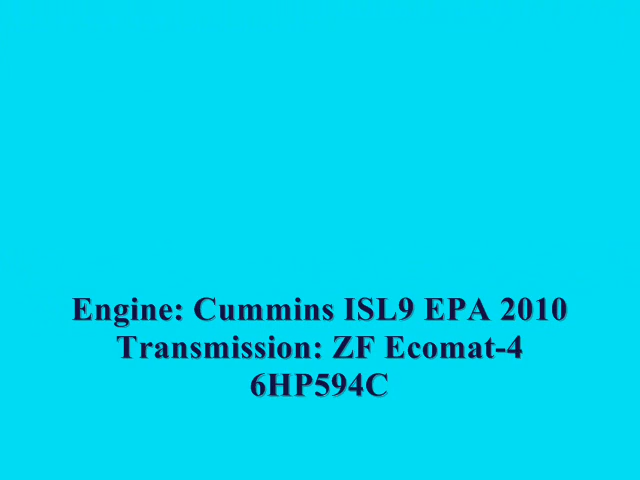 Engine: Cummins ISL9 EPA 2010
Transmission: ZF Ecomat-4
6HP594C